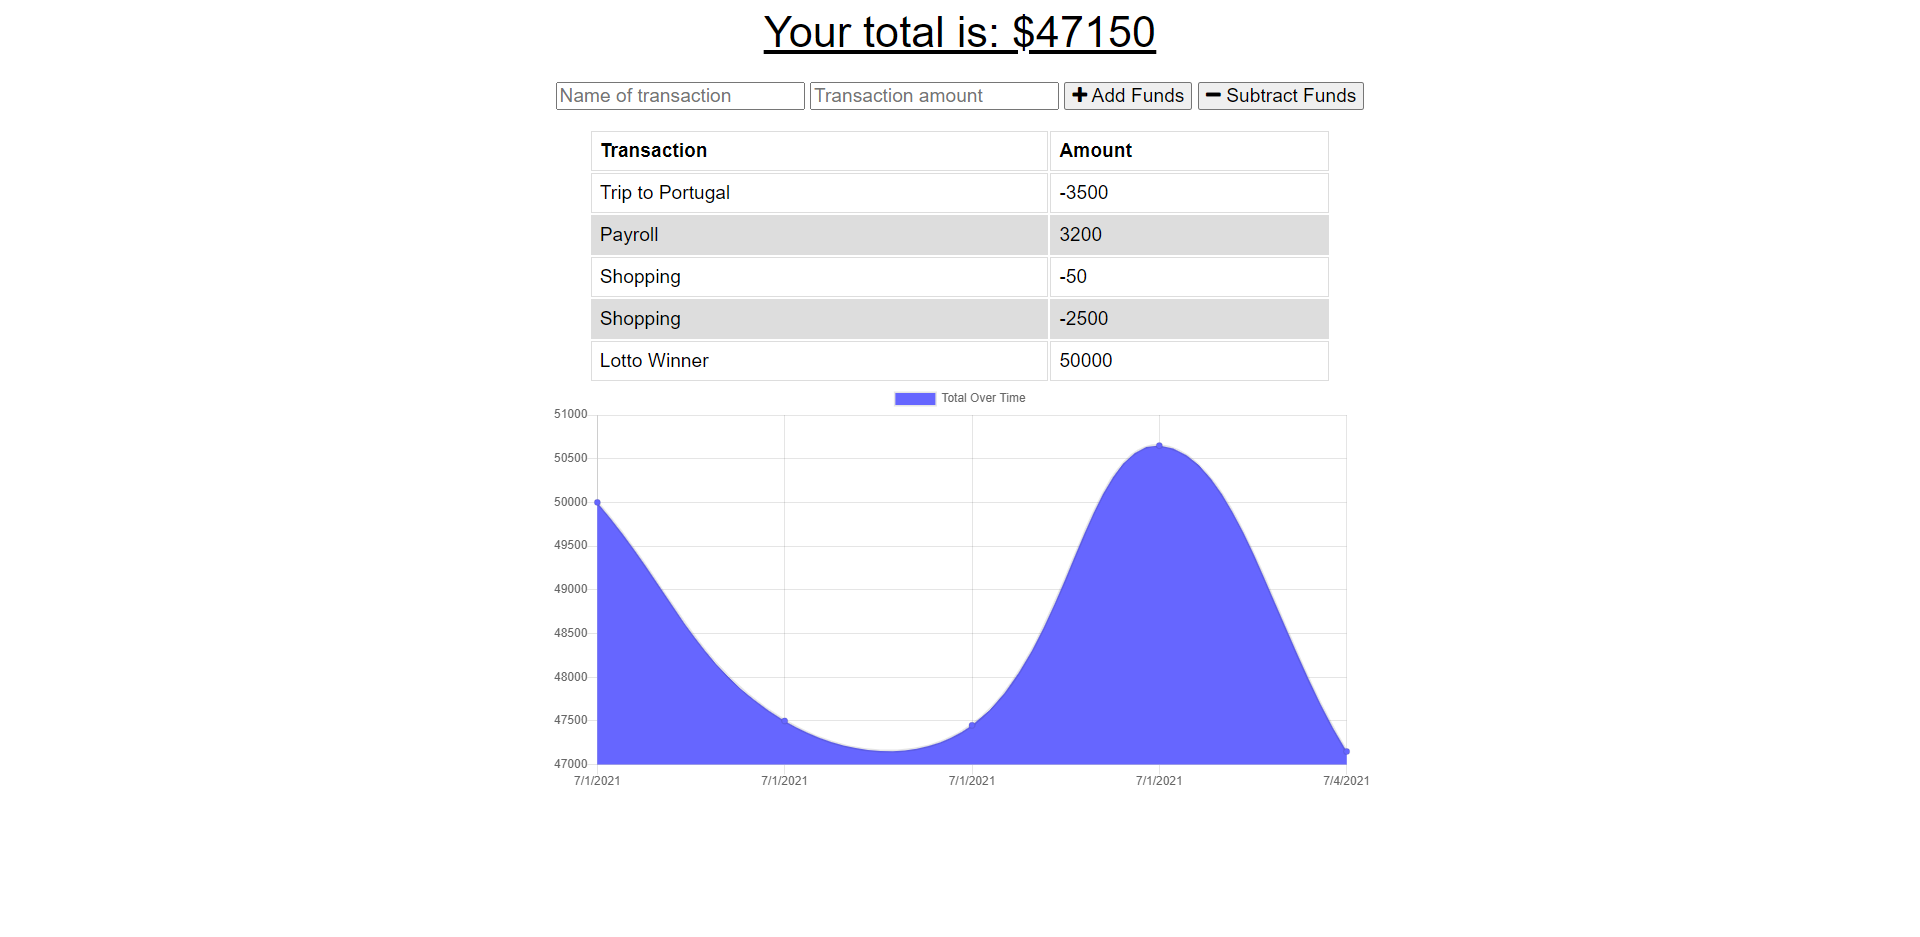 Your total is: $47150
Name of transaction Transaction amount Add Funds Subtract Funds
Transaction Amount
Trip to Portugal -3500
Payroll 3200
Shopping -50
Shopping -2500
Lotto Winner 50000
Total Over Time
51000
50500
50000
49500
49000
48500
48000
47500
47000
7/1/2021 7/1/2021 7/1/2021 7/1/2021 7/4/2021